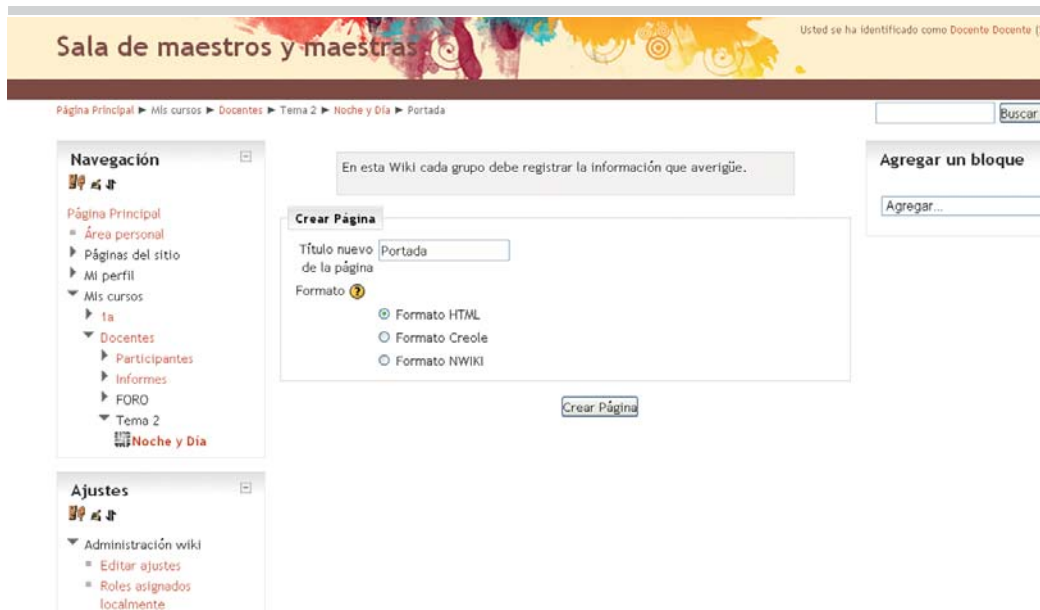 Sala de maestros y maestras
Usted se ha identificado como Docente Docente (
Página Principal ► Mis cursos ► Docentes ► Tema 2 ► Noche y Día ► Portada
Buscar
Navegación
Página Principal
Área personal
Páginas del sitio
Mi perfil
Mis cursos
1a
Docentes
Participantes
Informes
FORO
Tema 2
Noche y Día
Ajustes
Administración wiki
Editar ajustes
Roles asignados
localmente
En esta Wiki cada grupo debe registrar la información que averigüe.
Crear Página
Título nuevo
de la página
Portada
Formato
Formato HTML
Formato Creole
Formato NWIKI
Crear Página
Agregar un bloque
Agregar...